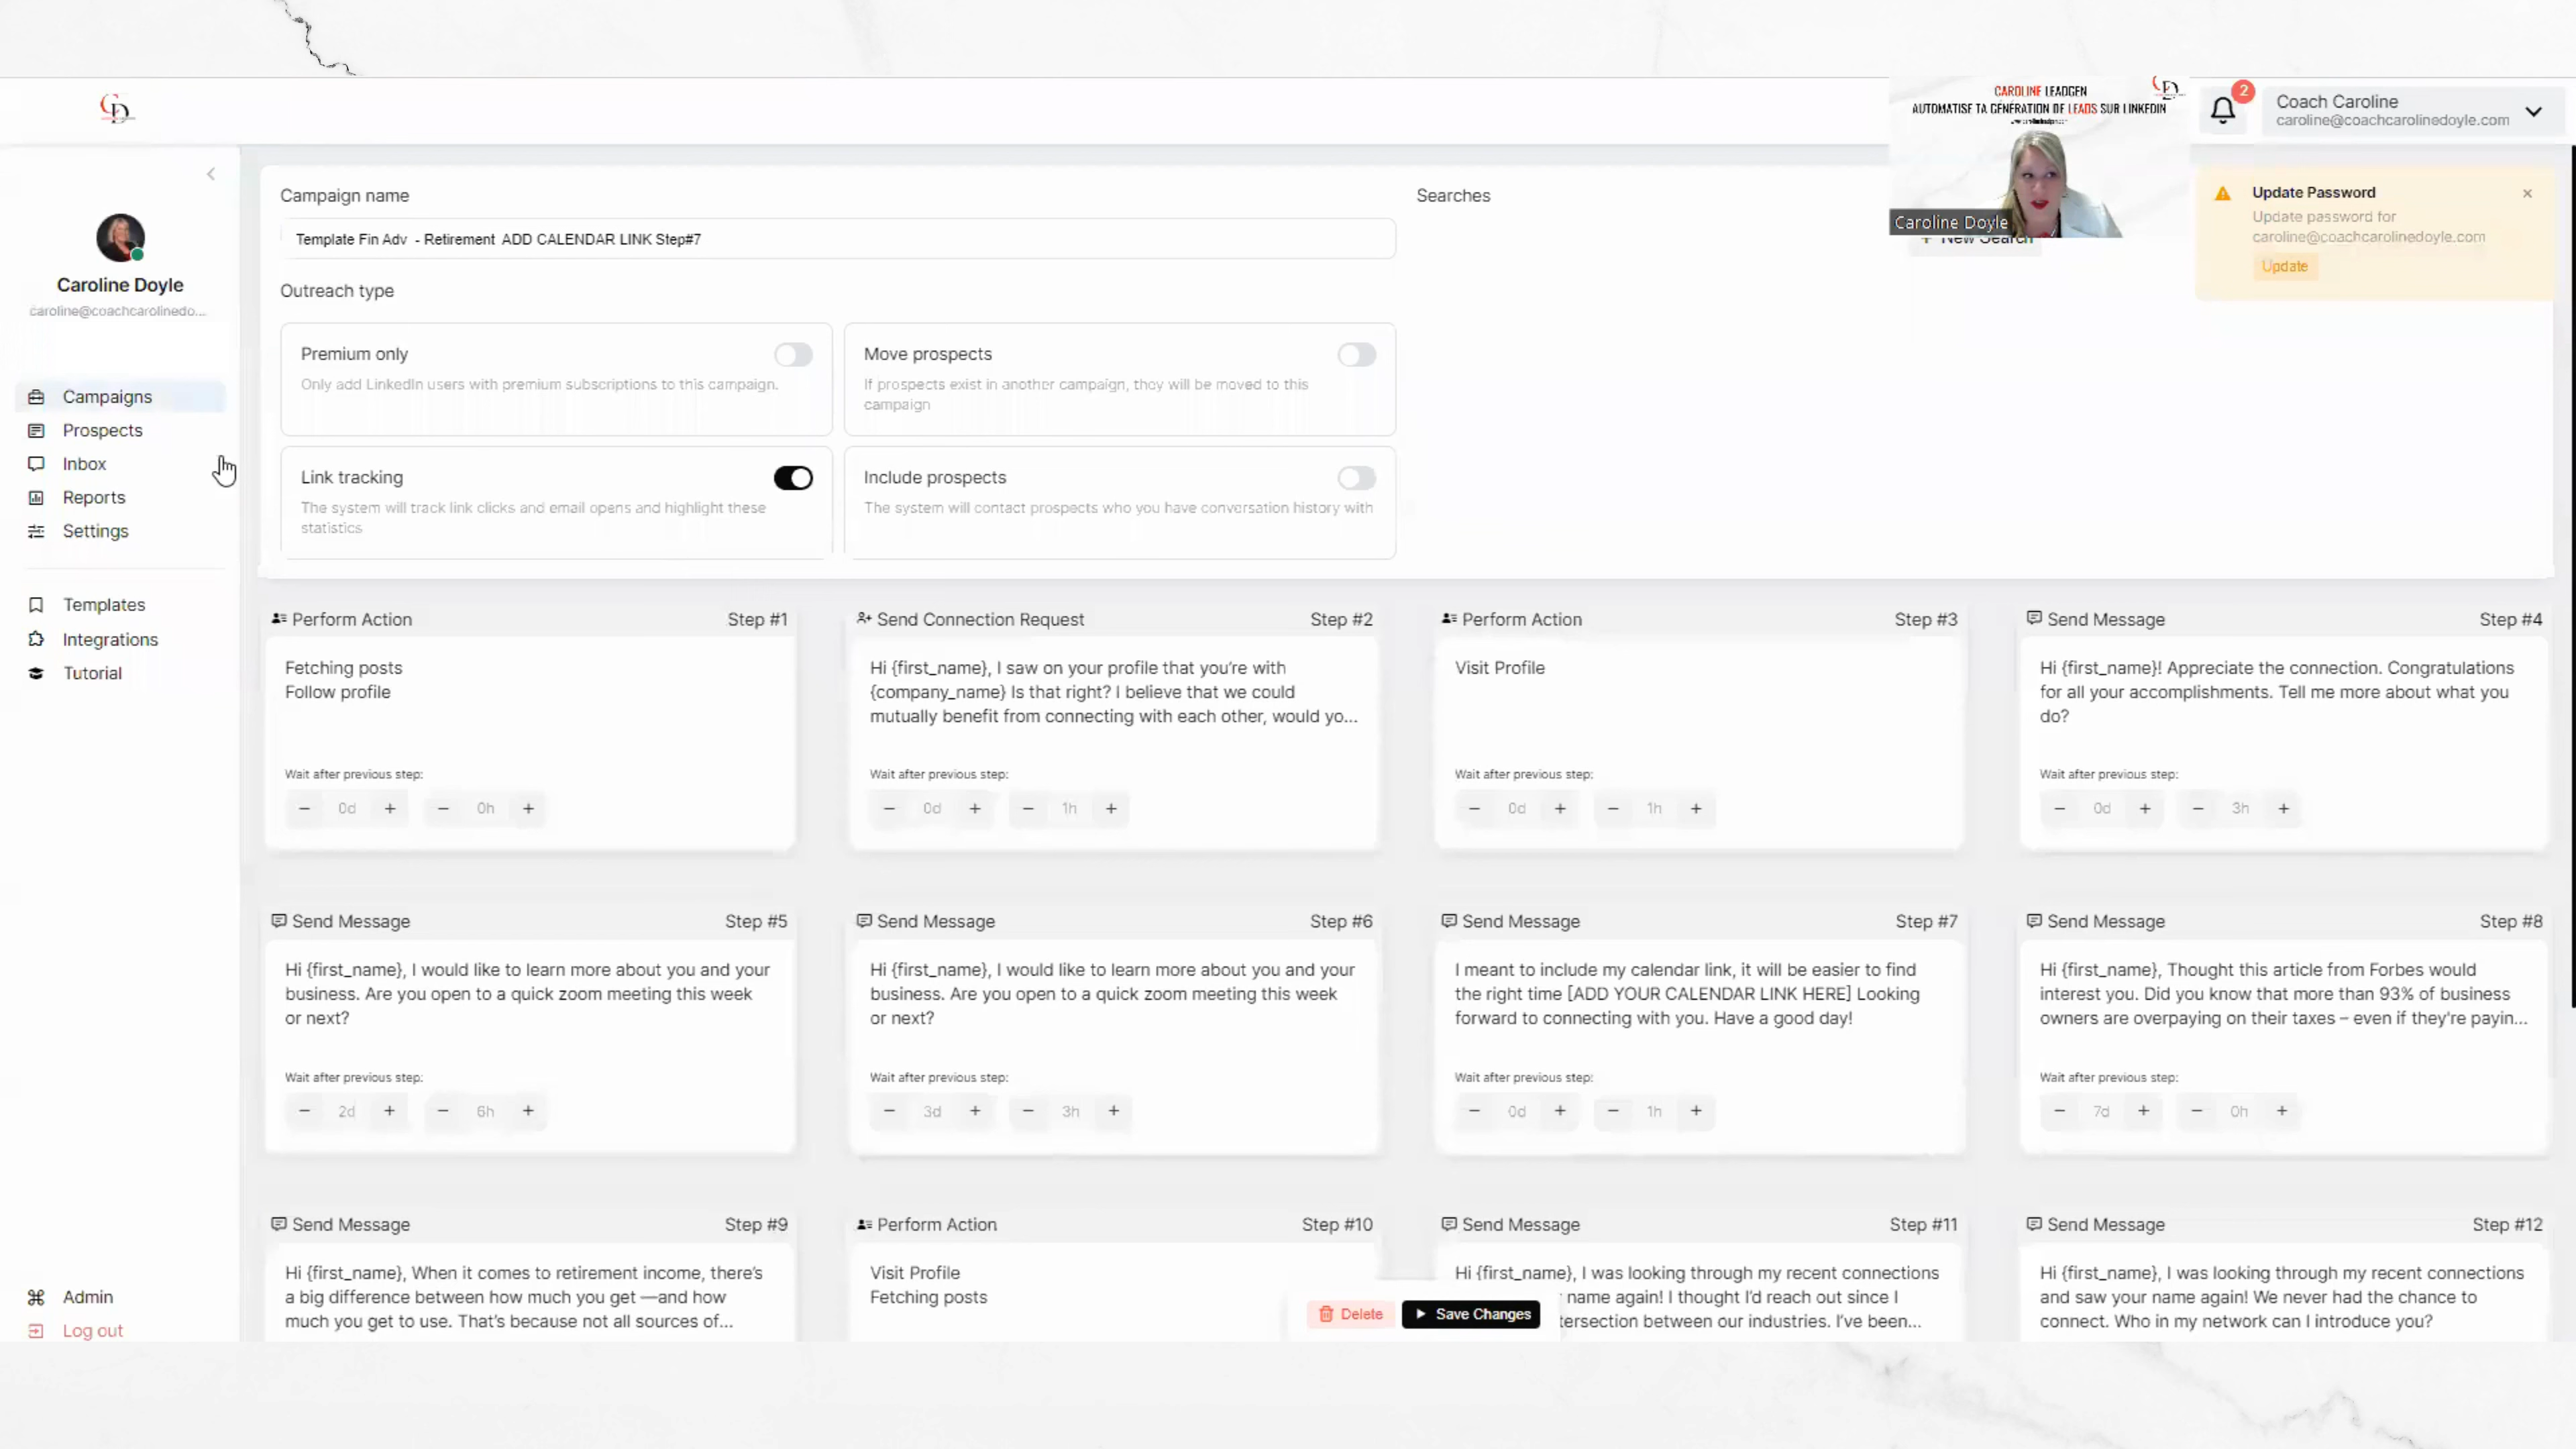 CAROLINE LEADGEN
AUTOMATISE TA GÉNÉRATION DE LEADS SUR LINKEDIN
Caroline Doyle
2
Coach Caroline
caroline@coachcarolinedoyle.com
Update Password
Update password for
caroline@coachcarolinedoyle.com
Update
Caroline Doyle
caroline@coachcarolinedo...
Campaigns
Prospects
Inbox
Reports
Settings
Templates
Integrations
Tutorial
Admin
Log out
Campaign name
Template Fin Adv - Retirement ADD CALENDAR LINK Step#7
Searches
+ New Search
Outreach type
Premium only
Only add LinkedIn users with premium subscriptions to this campaign.
Move prospects
If prospects exist in another campaign, they will be moved to this
campaign
Link tracking
The system will track link clicks and email opens and highlight these
statistics
Include prospects
The system will contact prospects who you have conversation history with
Perform Action Step #1
Fetching posts
Follow profile
Wait after previous step:
− 0d + − 0h +
Send Connection Request Step #2
Hi {first_name}, I saw on your profile that you're with
{company_name} Is that right? I believe that we could
mutually benefit from connecting with each other, would yo...
Wait after previous step:
− 0d + − 1h +
Perform Action Step #3
Visit Profile
Wait after previous step:
− 0d + − 1h +
Send Message Step #4
Hi {first_name}! Appreciate the connection. Congratulations
for all your accomplishments. Tell me more about what you
do?
Wait after previous step:
− 0d + − 3h +
Send Message Step #5
Hi {first_name}, I would like to learn more about you and your
business. Are you open to a quick zoom meeting this week
or next?
Wait after previous step:
− 2d + − 6h +
Send Message Step #6
Hi {first_name}, I would like to learn more about you and your
business. Are you open to a quick zoom meeting this week
or next?
Wait after previous step:
− 3d + − 3h +
Send Message Step #7
I meant to include my calendar link, it will be easier to find
the right time [ADD YOUR CALENDAR LINK HERE] Looking
forward to connecting with you. Have a good day!
Wait after previous step:
− 0d + − 1h +
Send Message Step #8
Hi {first_name}, Thought this article from Forbes would
interest you. Did you know that more than 93% of business
owners are overpaying on their taxes – even if they're payin...
Wait after previous step:
− 7d + − 0h +
Send Message Step #9
Hi {first_name}, When it comes to retirement income, there's
a big difference between how much you get —and how
much you get to use. That's because not all sources of...
Perform Action Step #10
Visit Profile
Fetching posts
Send Message Step #11
Hi {first_name}, I was looking through my recent connections
name again! I thought I'd reach out since I
tersection between our industries. I've been...
Send Message Step #12
Hi {first_name}, I was looking through my recent connections
and saw your name again! We never had the chance to
connect. Who in my network can I introduce you?
Delete
Save Changes